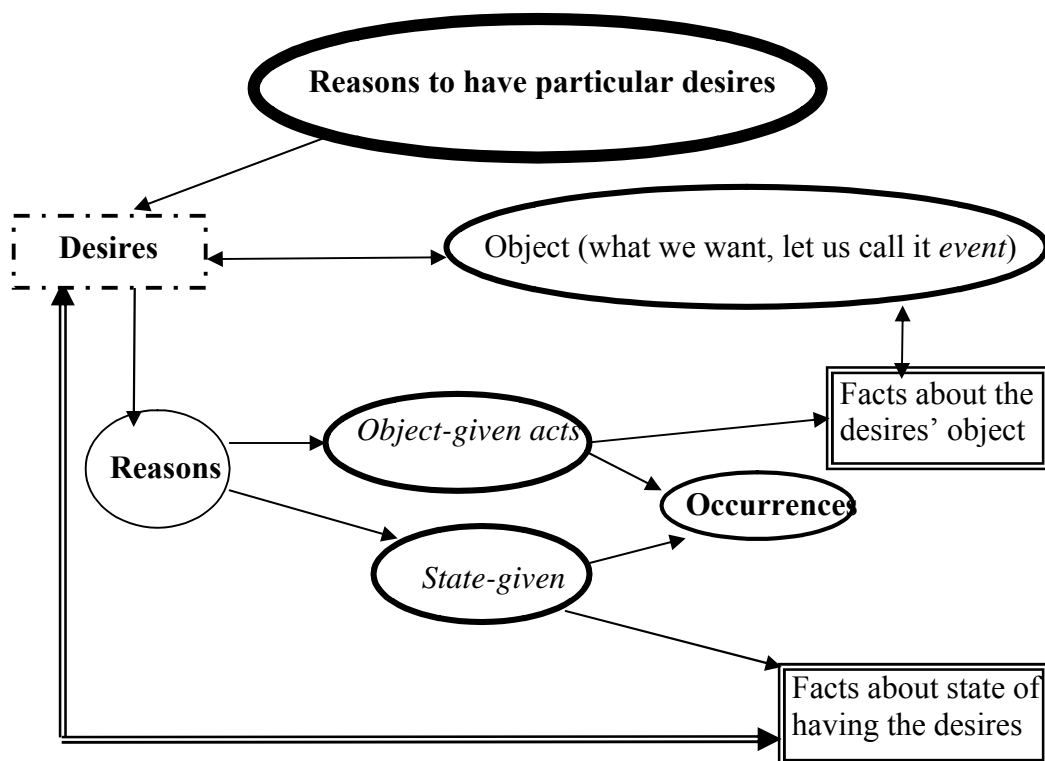 Reasons to have particular desires
Desires
Object (what we want, let us call it event)
Facts about the
desires’ object
Object-given acts
Reasons
Occurrences
State-given
Facts about state of
having the desires